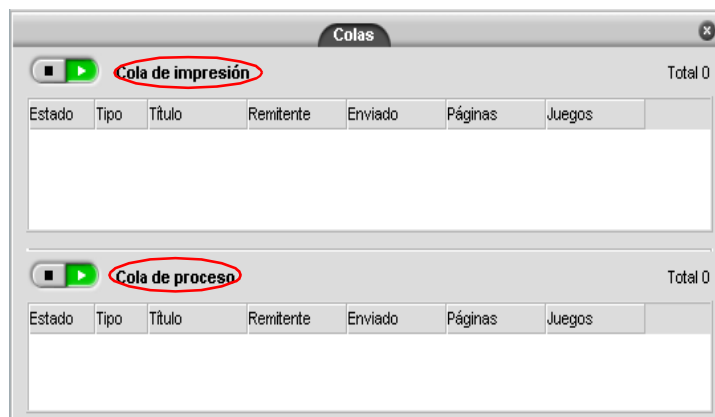 Colas
Cola de impresión Total 0
Estado Tipo Título Remitente Enviado Páginas Juegos
Cola de proceso Total 0
Estado Tipo Título Remitente Enviado Páginas Juegos